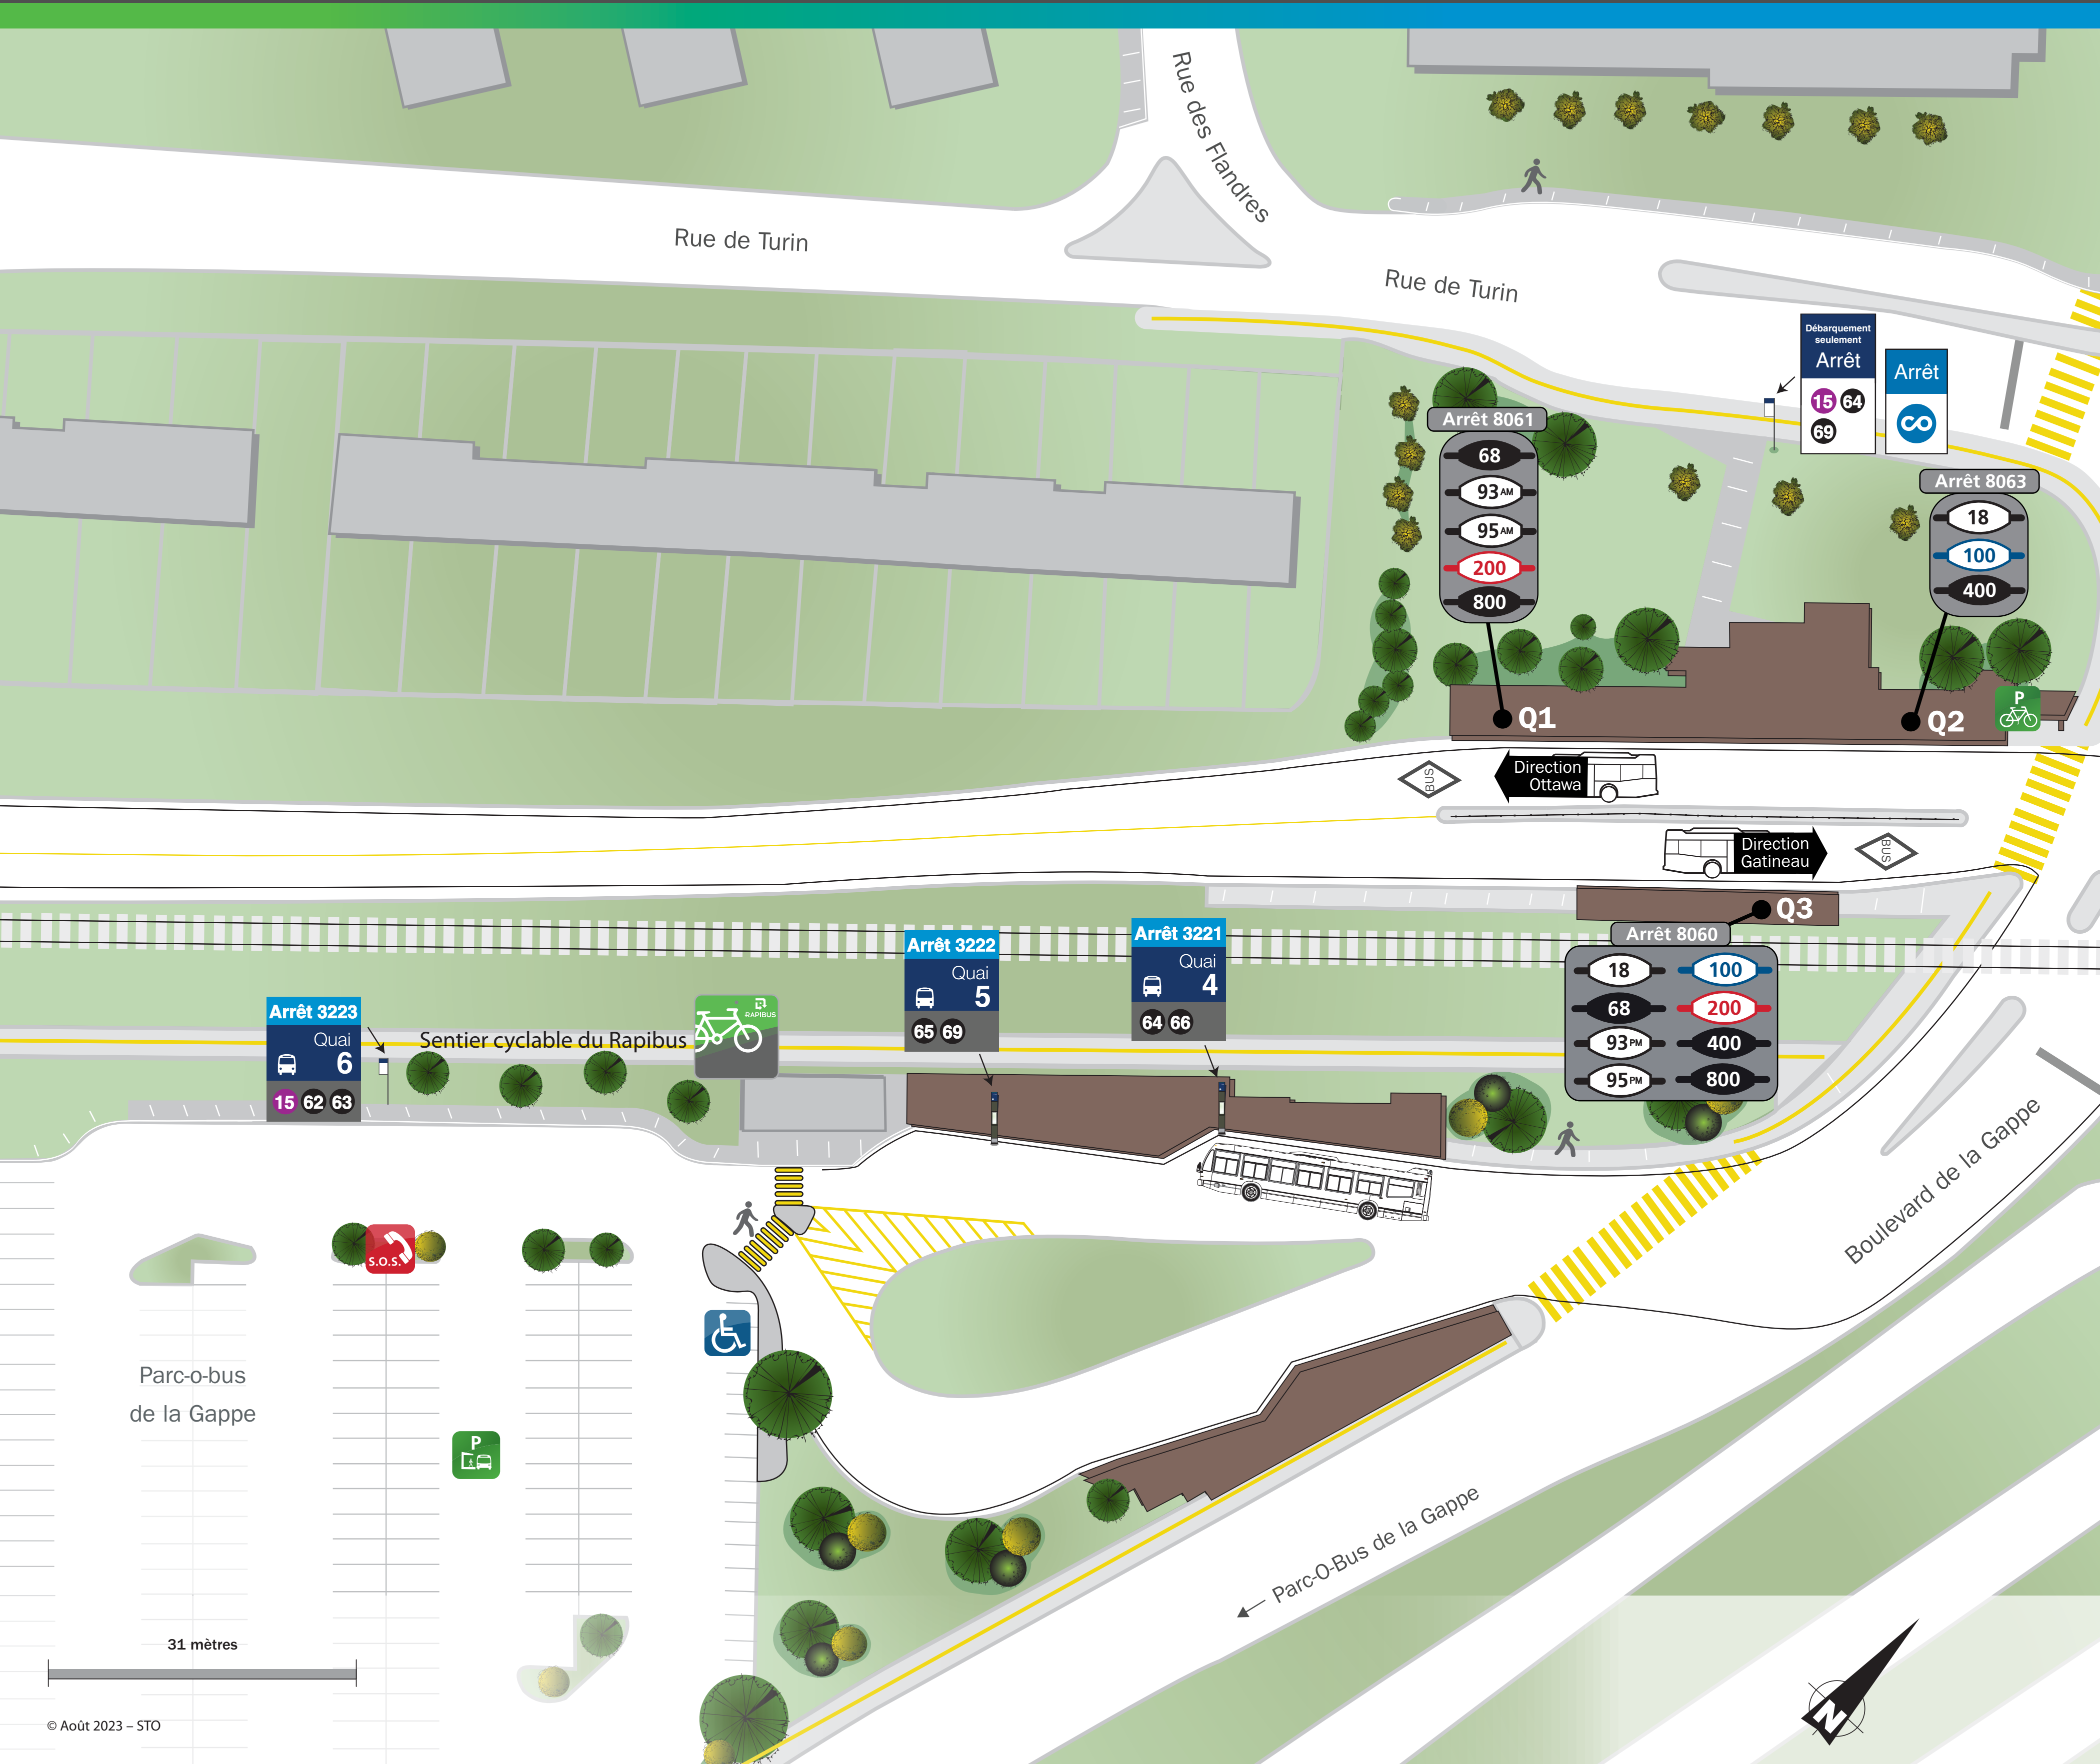 Rue des Flandres
Rue de Turin
Rue de Turin
Débarquement
seulement
Arrêt
15 64
69
Arrêt
Arrêt 8061
68
93 AM
95 AM
200
800
Arrêt 8063
18
100
400
Q1
Q2
P
BUS
Direction
Ottawa
Direction
Gatineau
BUS
Q3
Arrêt 8060
18 100
68 200
93 PM 400
95 PM 800
Arrêt 3221
Quai
4
64 66
Arrêt 3222
Quai
5
65 69
RAPIBUS
Sentier cyclable du Rapibus
Arrêt 3223
Quai
6
15 62 63
S.O.S.
Boulevard de la Gappe
Parc-o-bus
de la Gappe
P
Parc-O-Bus de la Gappe
31 mètres
N
© Août 2023 – STO